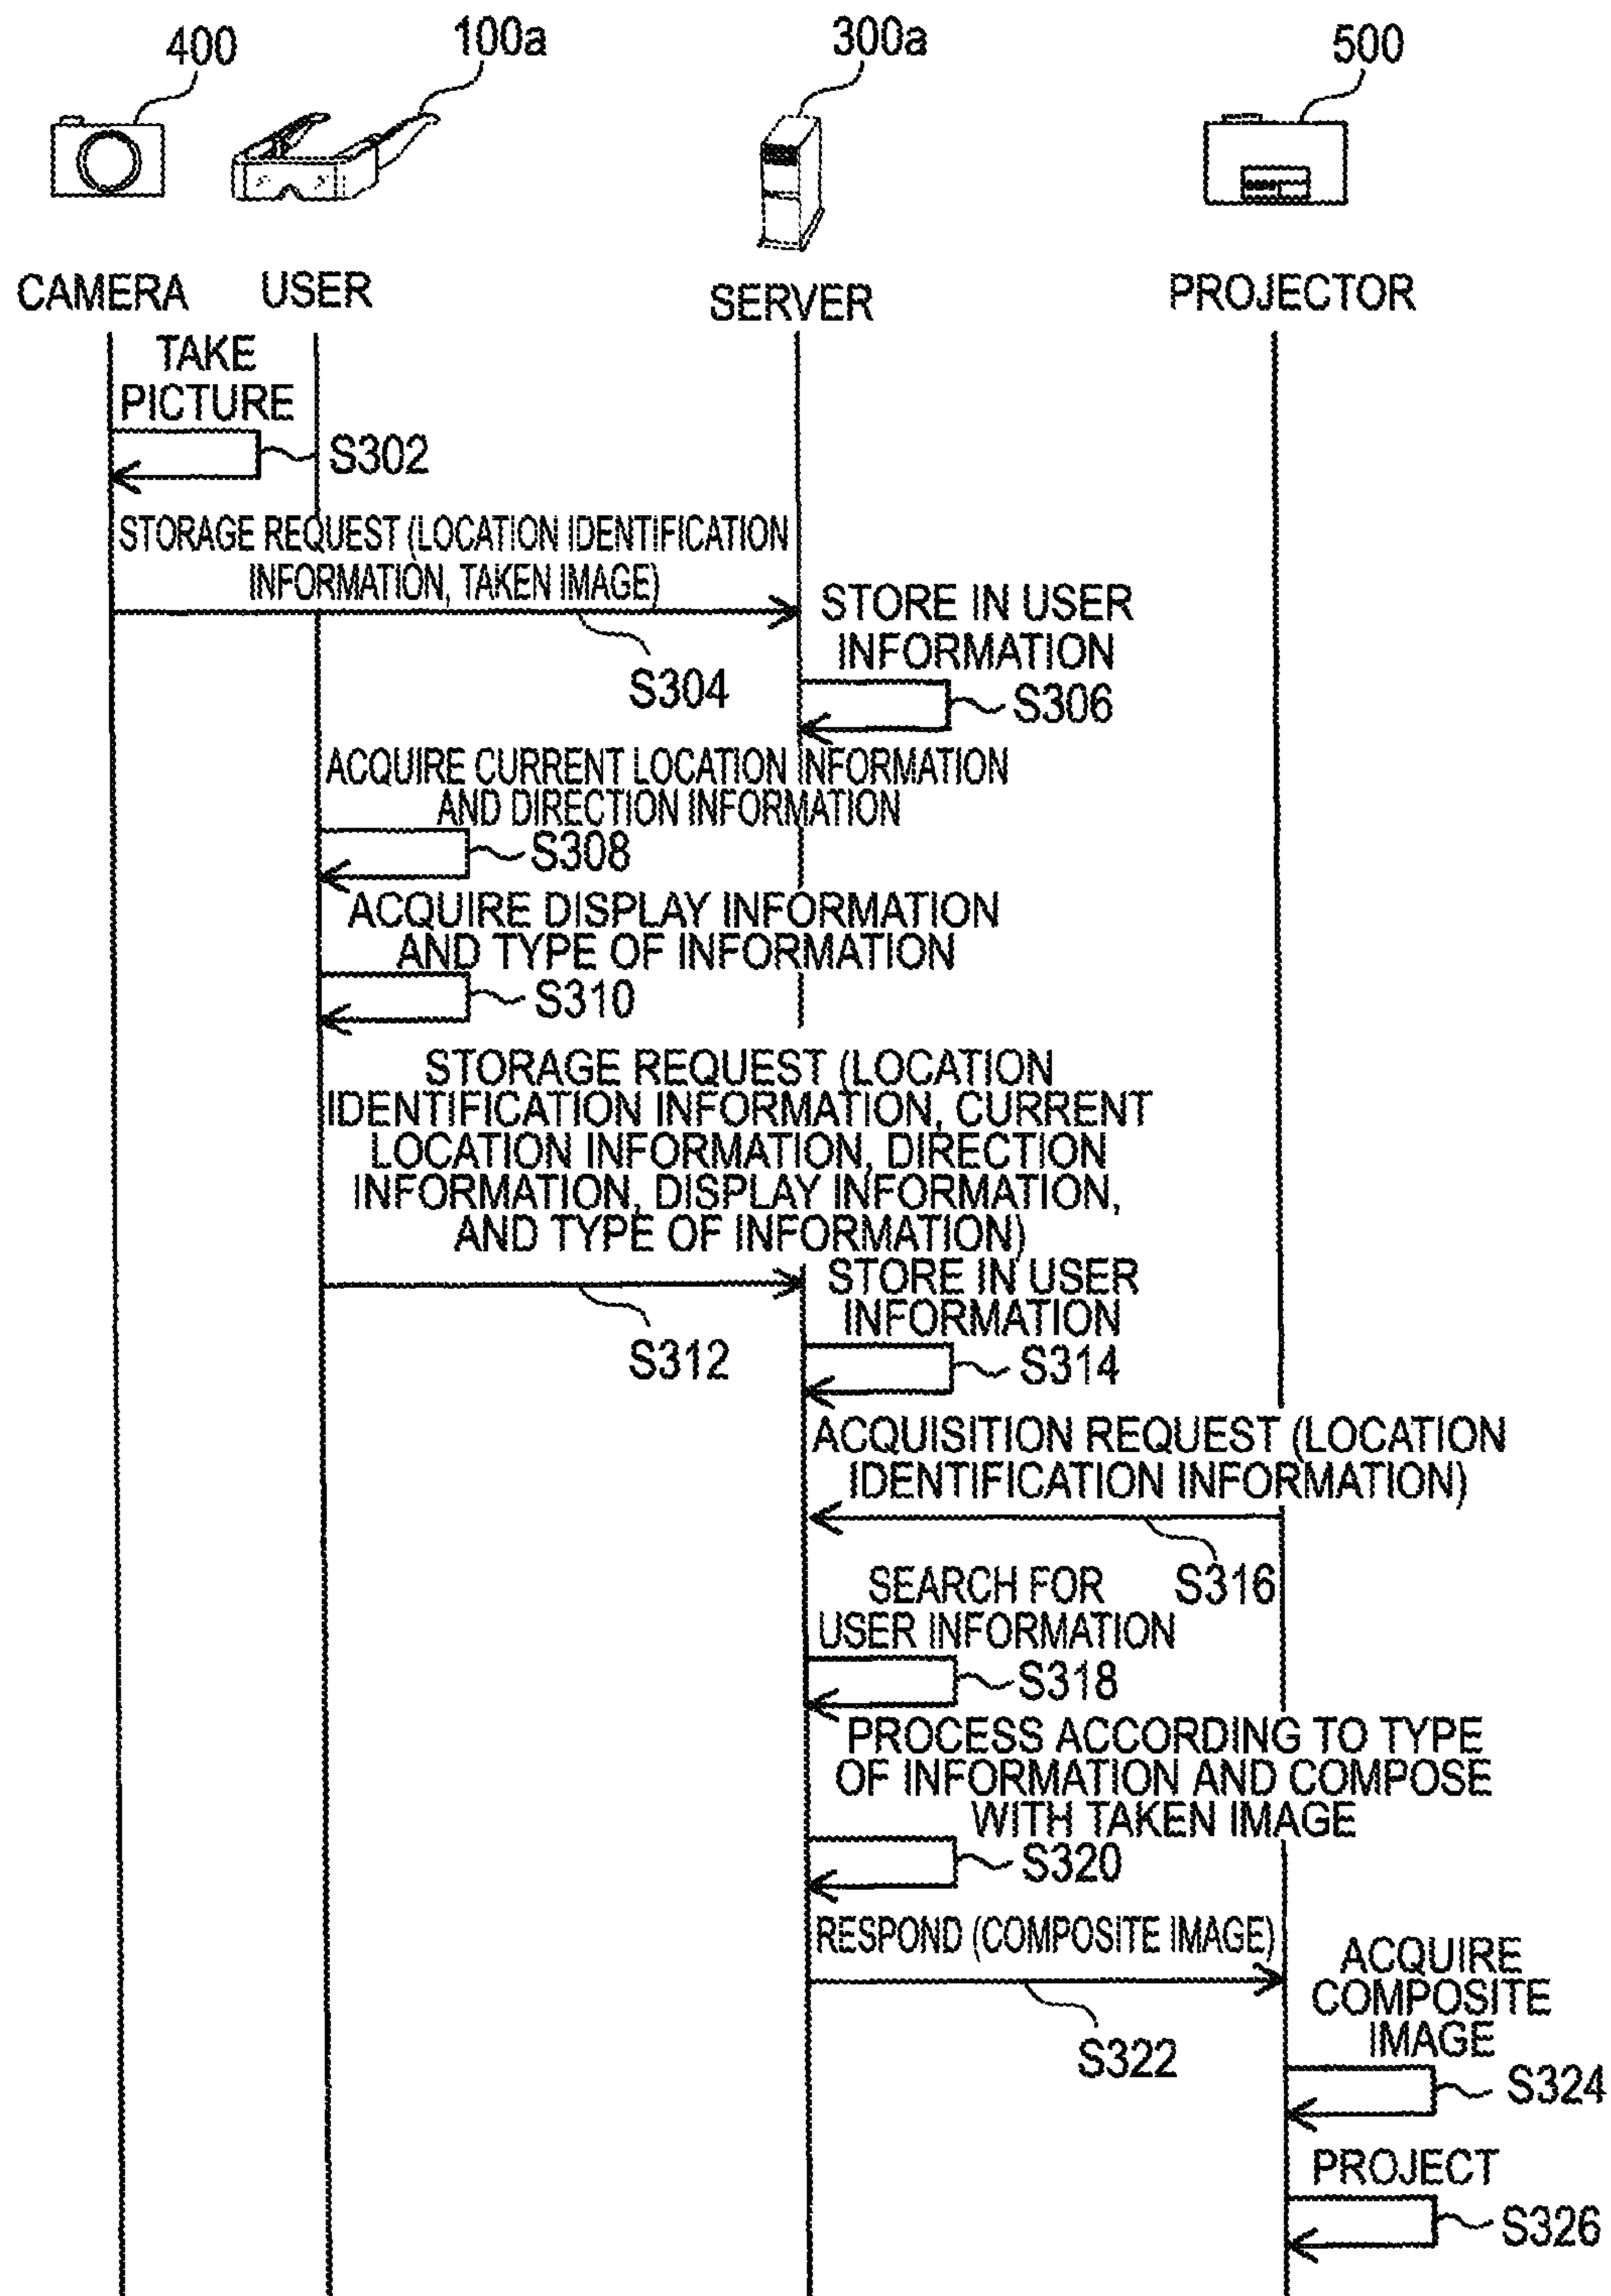 400
100a
300a
500
CAMERA
USER
SERVER
PROJECTOR
TAKE
PICTURE
S302
STORAGE REQUEST (LOCATION IDENTIFICATION
INFORMATION, TAKEN IMAGE)
S304
STORE IN USER
INFORMATION
S306
ACQUIRE CURRENT LOCATION INFORMATION
AND DIRECTION INFORMATION
S308
ACQUIRE DISPLAY INFORMATION
AND TYPE OF INFORMATION
S310
STORAGE REQUEST (LOCATION
IDENTIFICATION INFORMATION, CURRENT
LOCATION INFORMATION, DIRECTION
INFORMATION, DISPLAY INFORMATION,
AND TYPE OF INFORMATION)
S312
STORE IN USER
INFORMATION
S314
ACQUISITION REQUEST (LOCATION
IDENTIFICATION INFORMATION)
S316
SEARCH FOR
USER INFORMATION
S318
PROCESS ACCORDING TO TYPE
OF INFORMATION AND COMPOSE
WITH TAKEN IMAGE
S320
RESPOND (COMPOSITE IMAGE)
S322
ACQUIRE
COMPOSITE
IMAGE
S324
PROJECT
S326